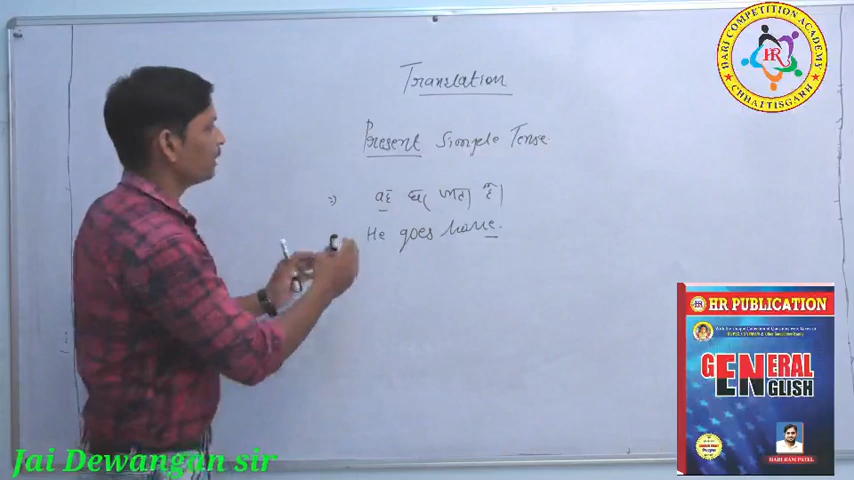 Translation
Present Simple Tense
⇒ वह घर जाता है।
He goes home.
HARI COMPETITION ACADEMY
HR
CHHATTISGARH
HR PUBLICATION
GENERAL
ENGLISH
HARI RAM PATEL
Jai Dewangan sir